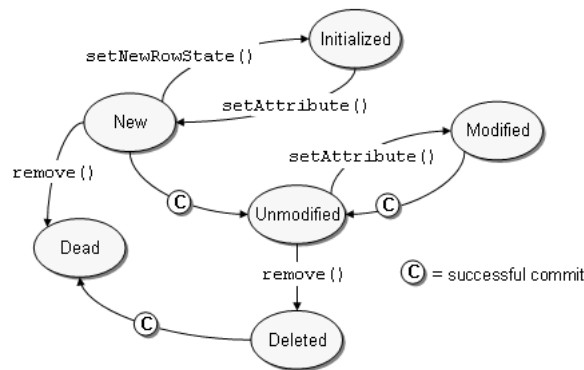 Initialized
setNewRowState()
setAttribute()
New
Modified
setAttribute()
remove()
C
C
Unmodified
Dead
remove()
C = successful commit
C
Deleted